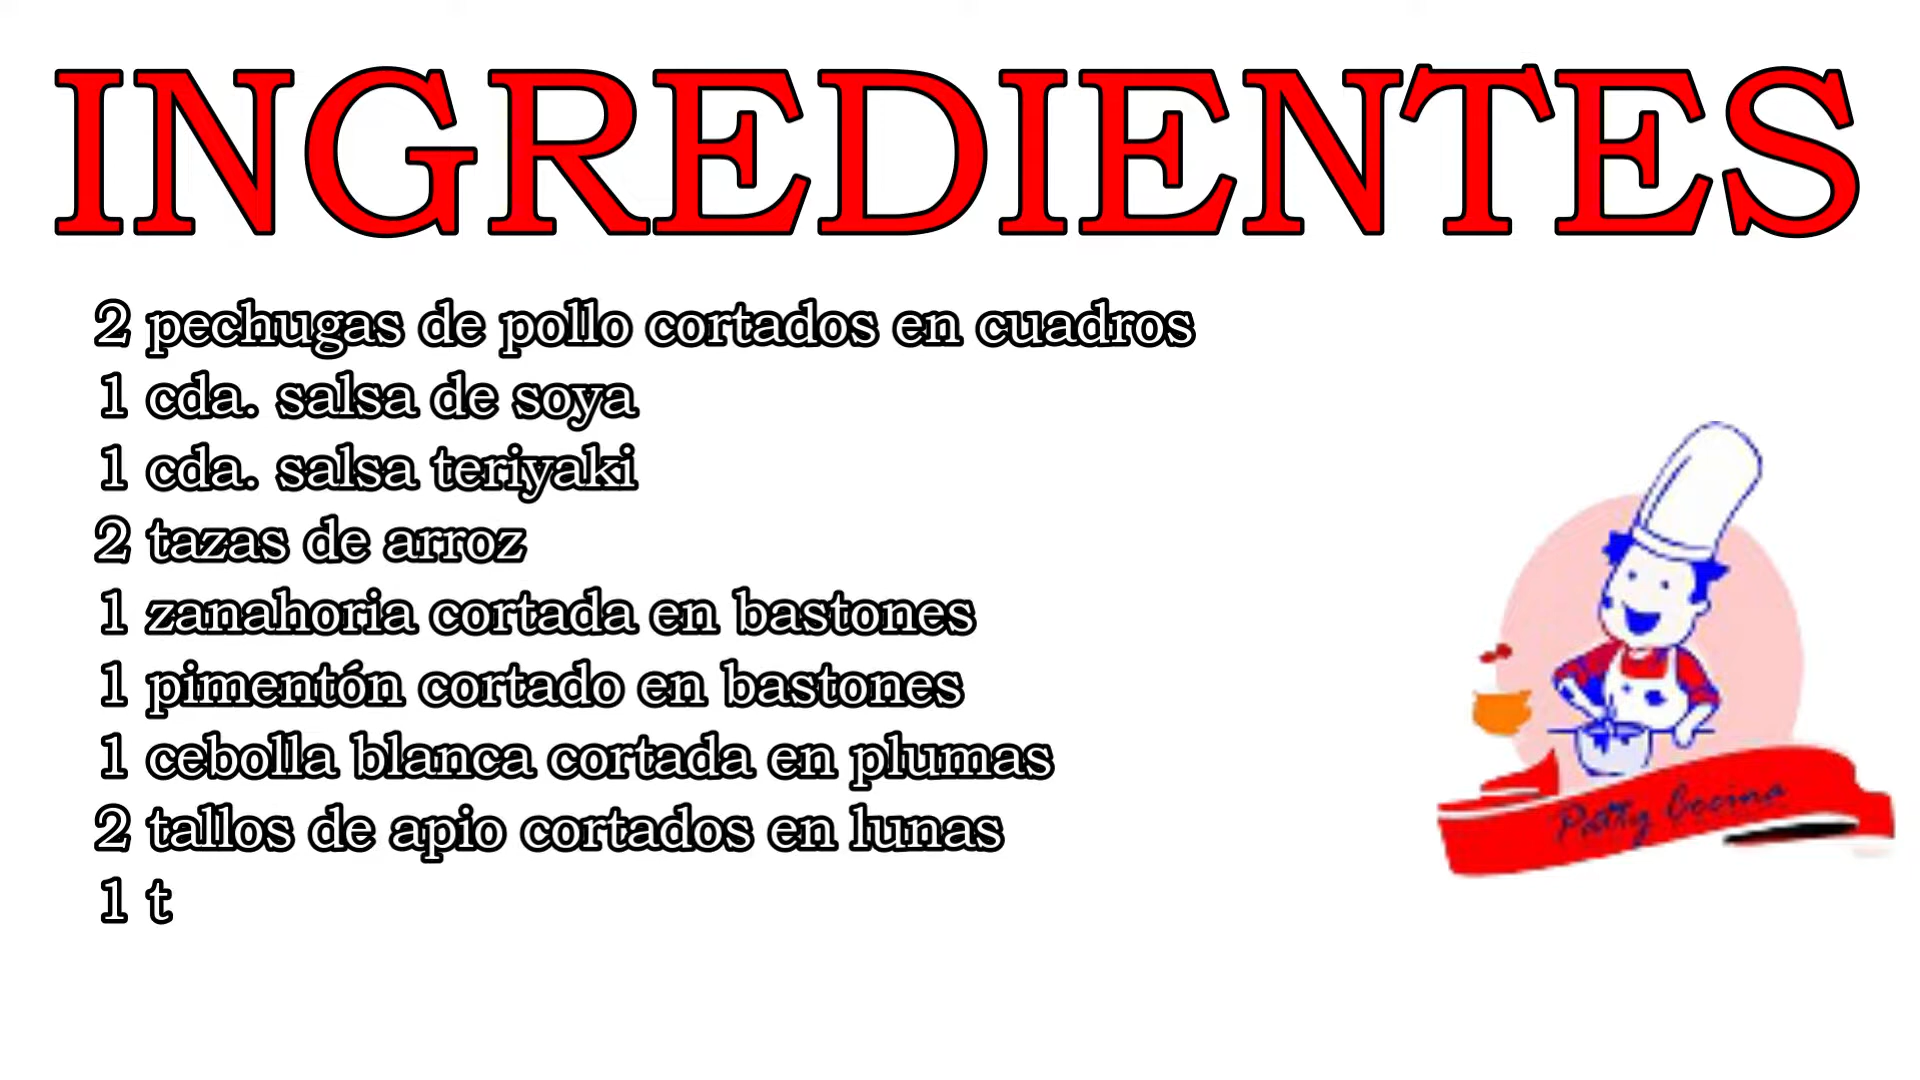 INGREDIENTES
2 pechugas de pollo cortados en cuadros
1 cda. salsa de soya
1 cda. salsa teriyaki
2 tazas de arroz
1 zanahoria cortada en bastones
1 pimentón cortado en bastones
1 cebolla blanca cortada en plumas
2 tallos de apio cortados en lunas
1 t
Patty Cocina